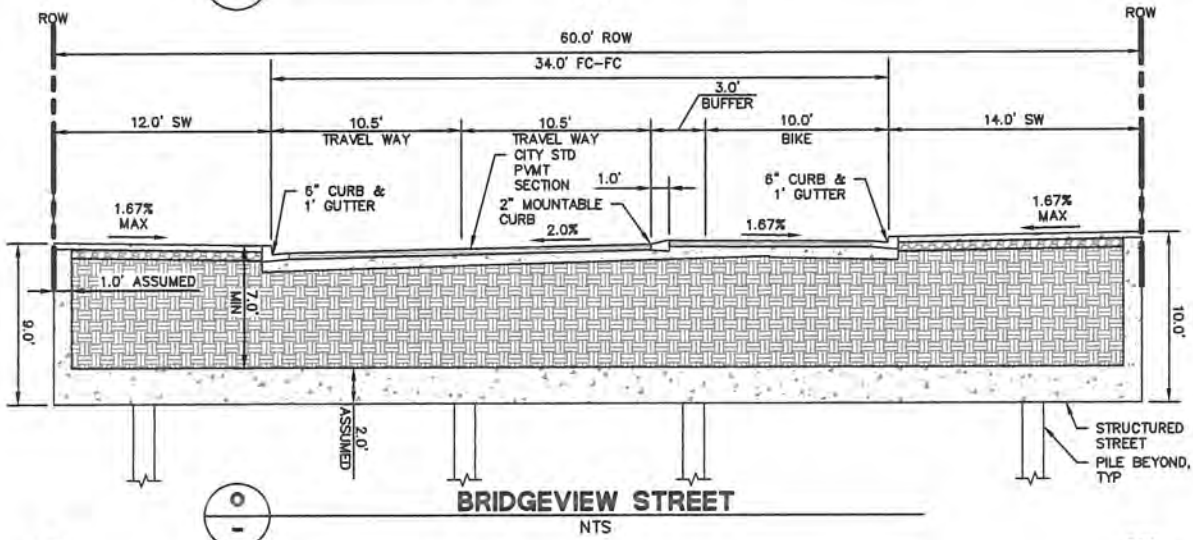 ROW
ROW
60.0' ROW
34.0' FC-FC
3.0'
BUFFER
12.0' SW
10.5'
TRAVEL WAY
10.5'
TRAVEL WAY
10.0'
BIKE
14.0' SW
CITY STD
PVMT
SECTION
1.0'
6" CURB &
1' GUTTER
2" MOUNTABLE
CURB
6" CURB &
1' GUTTER
1.67%
MAX
2.0%
1.67%
1.67%
MAX
1.0' ASSUMED
7.0'
MIN
9.0'
10.0'
2.0'
ASSUMED
STRUCTURED
STREET
PILE BEYOND,
TYP
O
-
BRIDGEVIEW STREET
NTS